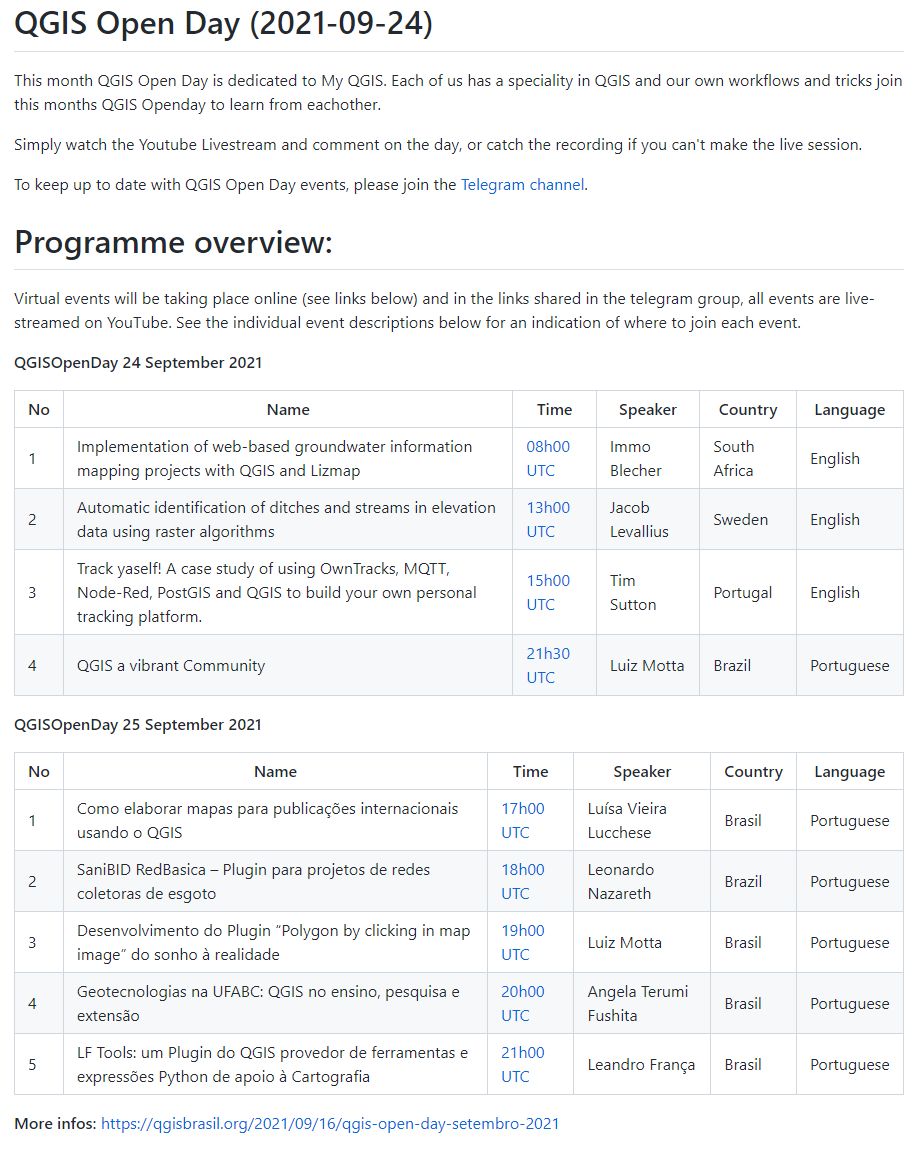 QGIS Open Day (2021-09-24)
This month QGIS Open Day is dedicated to My QGIS. Each of us has a speciality in QGIS and our own workflows and tricks join
this months QGIS Openday to learn from eachother.
Simply watch the Youtube Livestream and comment on the day, or catch the recording if you can't make the live session.
To keep up to date with QGIS Open Day events, please join the Telegram channel.
Programme overview:
Virtual events will be taking place online (see links below) and in the links shared in the telegram group, all events are live-
streamed on YouTube. See the individual event descriptions below for an indication of where to join each event.
QGISOpenDay 24 September 2021
No Name Time Speaker Country Language
1 Implementation of web-based groundwater information 08h00 Immo South English
mapping projects with QGIS and Lizmap UTC Blecher Africa
2 Automatic identification of ditches and streams in elevation 13h00 Jacob Sweden English
data using raster algorithms UTC Levallius
Track yaself! A case study of using OwnTracks, MQTT, 15h00 Tim
3 Node-Red, PostGIS and QGIS to build your own personal UTC Sutton Portugal English
tracking platform.
4 QGIS a vibrant Community 21h30 Luiz Motta Brazil Portuguese
UTC
QGISOpenDay 25 September 2021
No Name Time Speaker Country Language
1 Como elaborar mapas para publicações internacionais 17h00 Luísa Vieira Brasil Portuguese
usando o QGIS UTC Lucchese
2 SaniBID RedBasica – Plugin para projetos de redes 18h00 Leonardo Brazil Portuguese
coletoras de esgoto UTC Nazareth
3 Desenvolvimento do Plugin “Polygon by clicking in map 19h00 Luiz Motta Brasil Portuguese
image” do sonho à realidade UTC
4 Geotecnologias na UFABC: QGIS no ensino, pesquisa e 20h00 Angela Terumi Brasil Portuguese
extensão UTC Fushita
5 LF Tools: um Plugin do QGIS provedor de ferramentas e 21h00 Leandro França Brasil Portuguese
expressões Python de apoio à Cartografia UTC
More infos: https://qgisbrasil.org/2021/09/16/qgis-open-day-setembro-2021